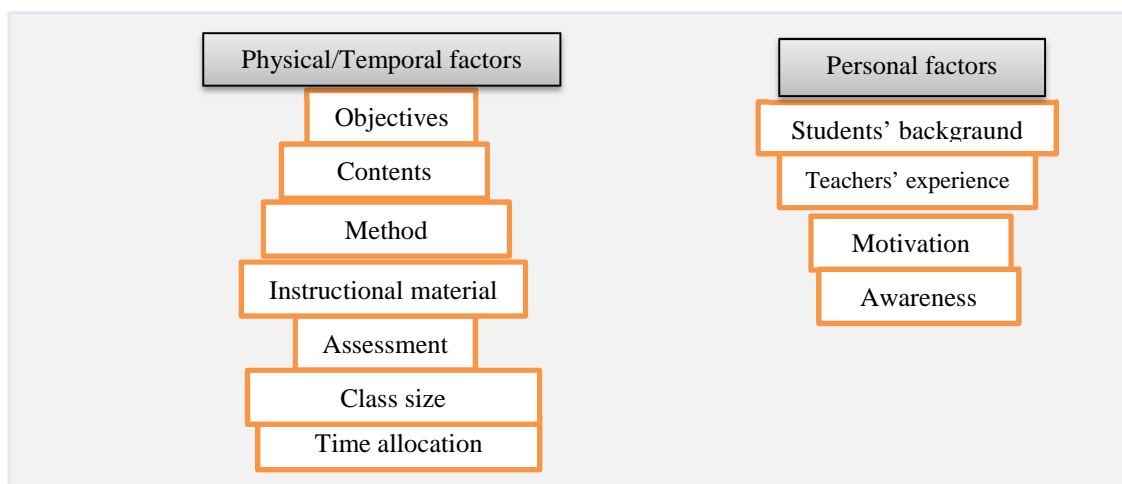 Physical/Temporal factors
Objectives
Contents
Method
Instructional material
Assessment
Class size
Time allocation
Personal factors
Students’ background
Teachers’ experience
Motivation
Awareness